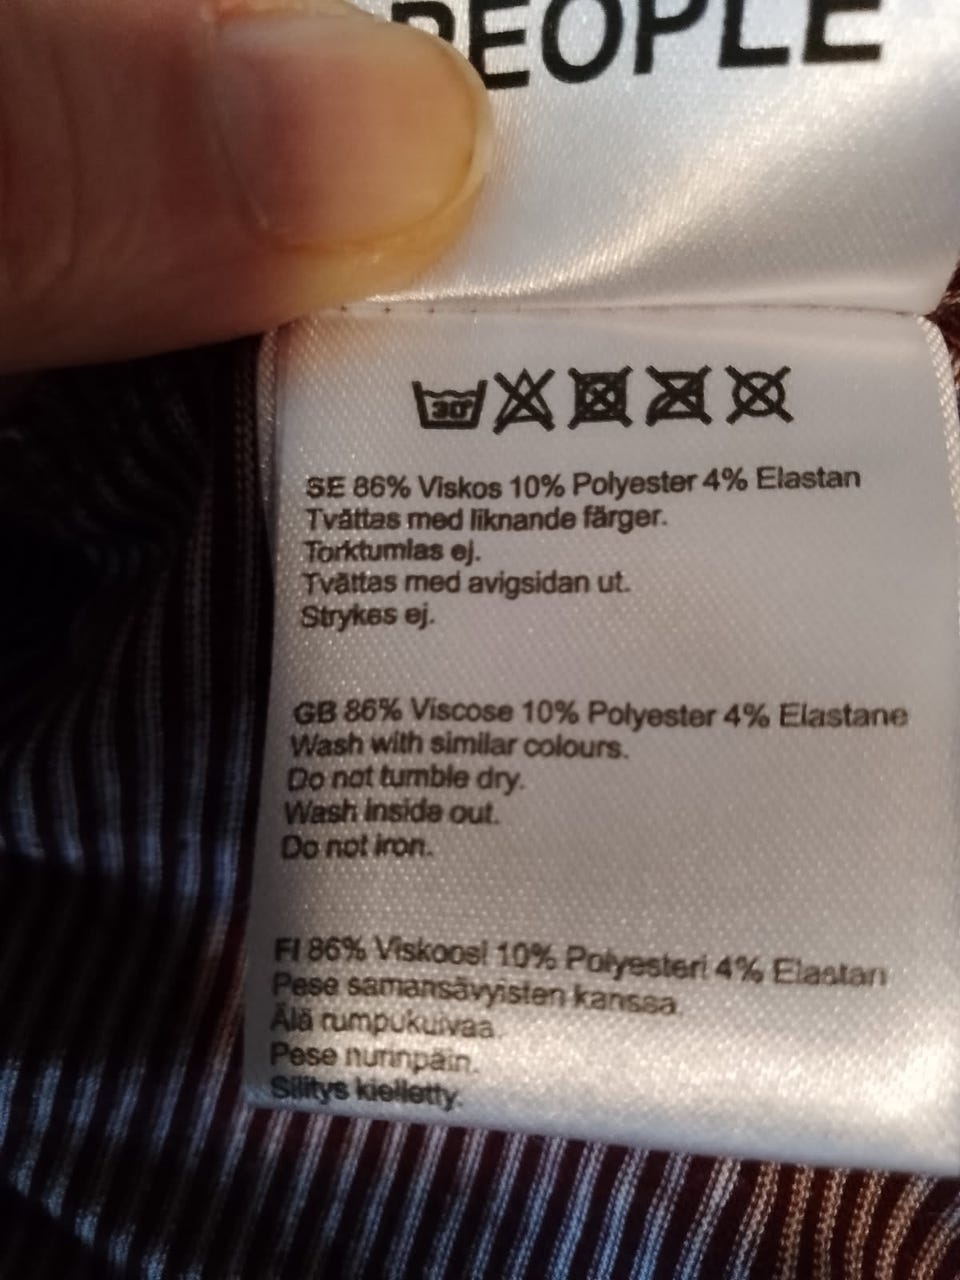 PEOPLE
30°
SE 86% Viskos 10% Polyester 4% Elastan
Tvättas med liknande färger.
Torktumlas ej.
Tvättas med avigsidan ut.
Strykes ej.
GB 86% Viscose 10% Polyester 4% Elastane
Wash with similar colours.
Do not tumble dry.
Wash inside out.
Do not iron.
FI 86% Viskoosi 10% Polyesteri 4% Elastan
Pese samansävyisten kanssa.
Älä rumpukuivaa.
Pese nurinpäin.
Silitys kielletty.